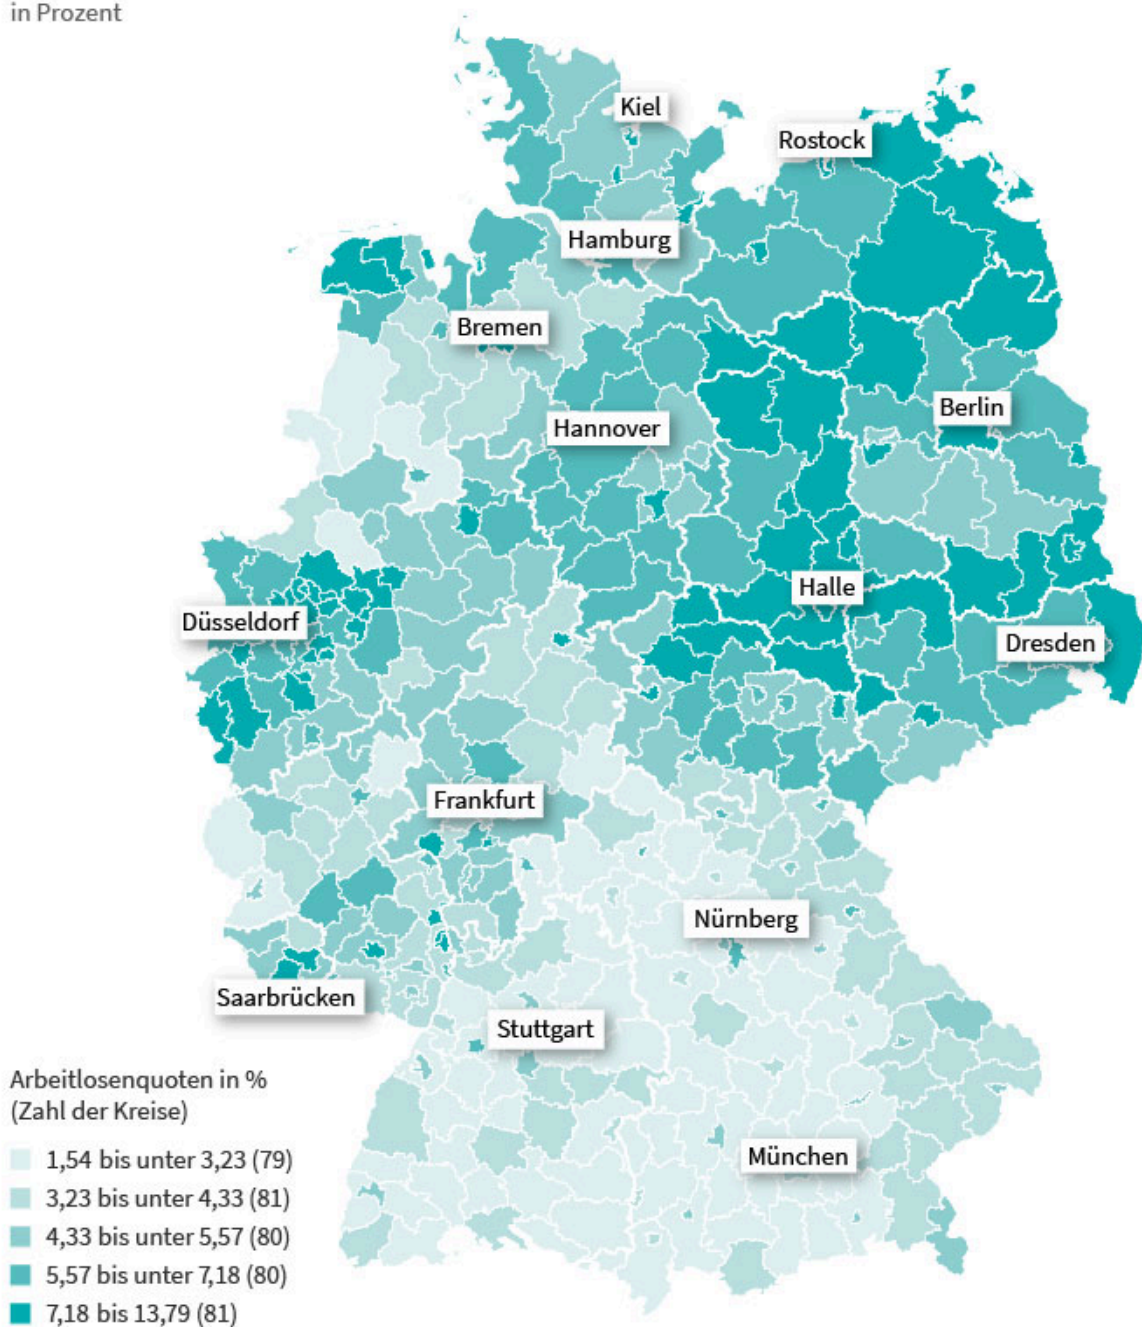 in Prozent
Kiel
Rostock
Hamburg
Bremen
Berlin
Hannover
Halle
Düsseldorf
Dresden
Frankfurt
Nürnberg
Saarbrücken
Stuttgart
München
Arbeitlosenquoten in %
(Zahl der Kreise)
1,54 bis unter 3,23 (79)
3,23 bis unter 4,33 (81)
4,33 bis unter 5,57 (80)
5,57 bis unter 7,18 (80)
7,18 bis 13,79 (81)